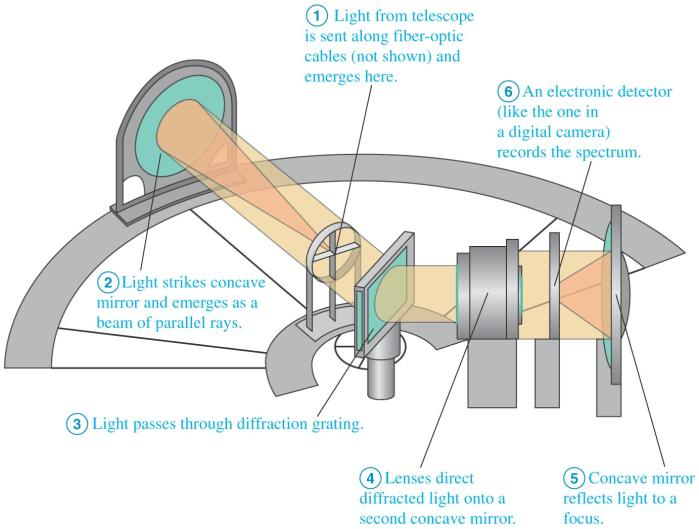 1 Light from telescope
is sent along fiber-optic
cables (not shown) and
emerges here.
6 An electronic detector
(like the one in
a digital camera)
records the spectrum.
2 Light strikes concave
mirror and emerges as a
beam of parallel rays.
3 Light passes through diffraction grating.
4 Lenses direct
diffracted light onto a
second concave mirror.
5 Concave mirror
reflects light to a
focus.